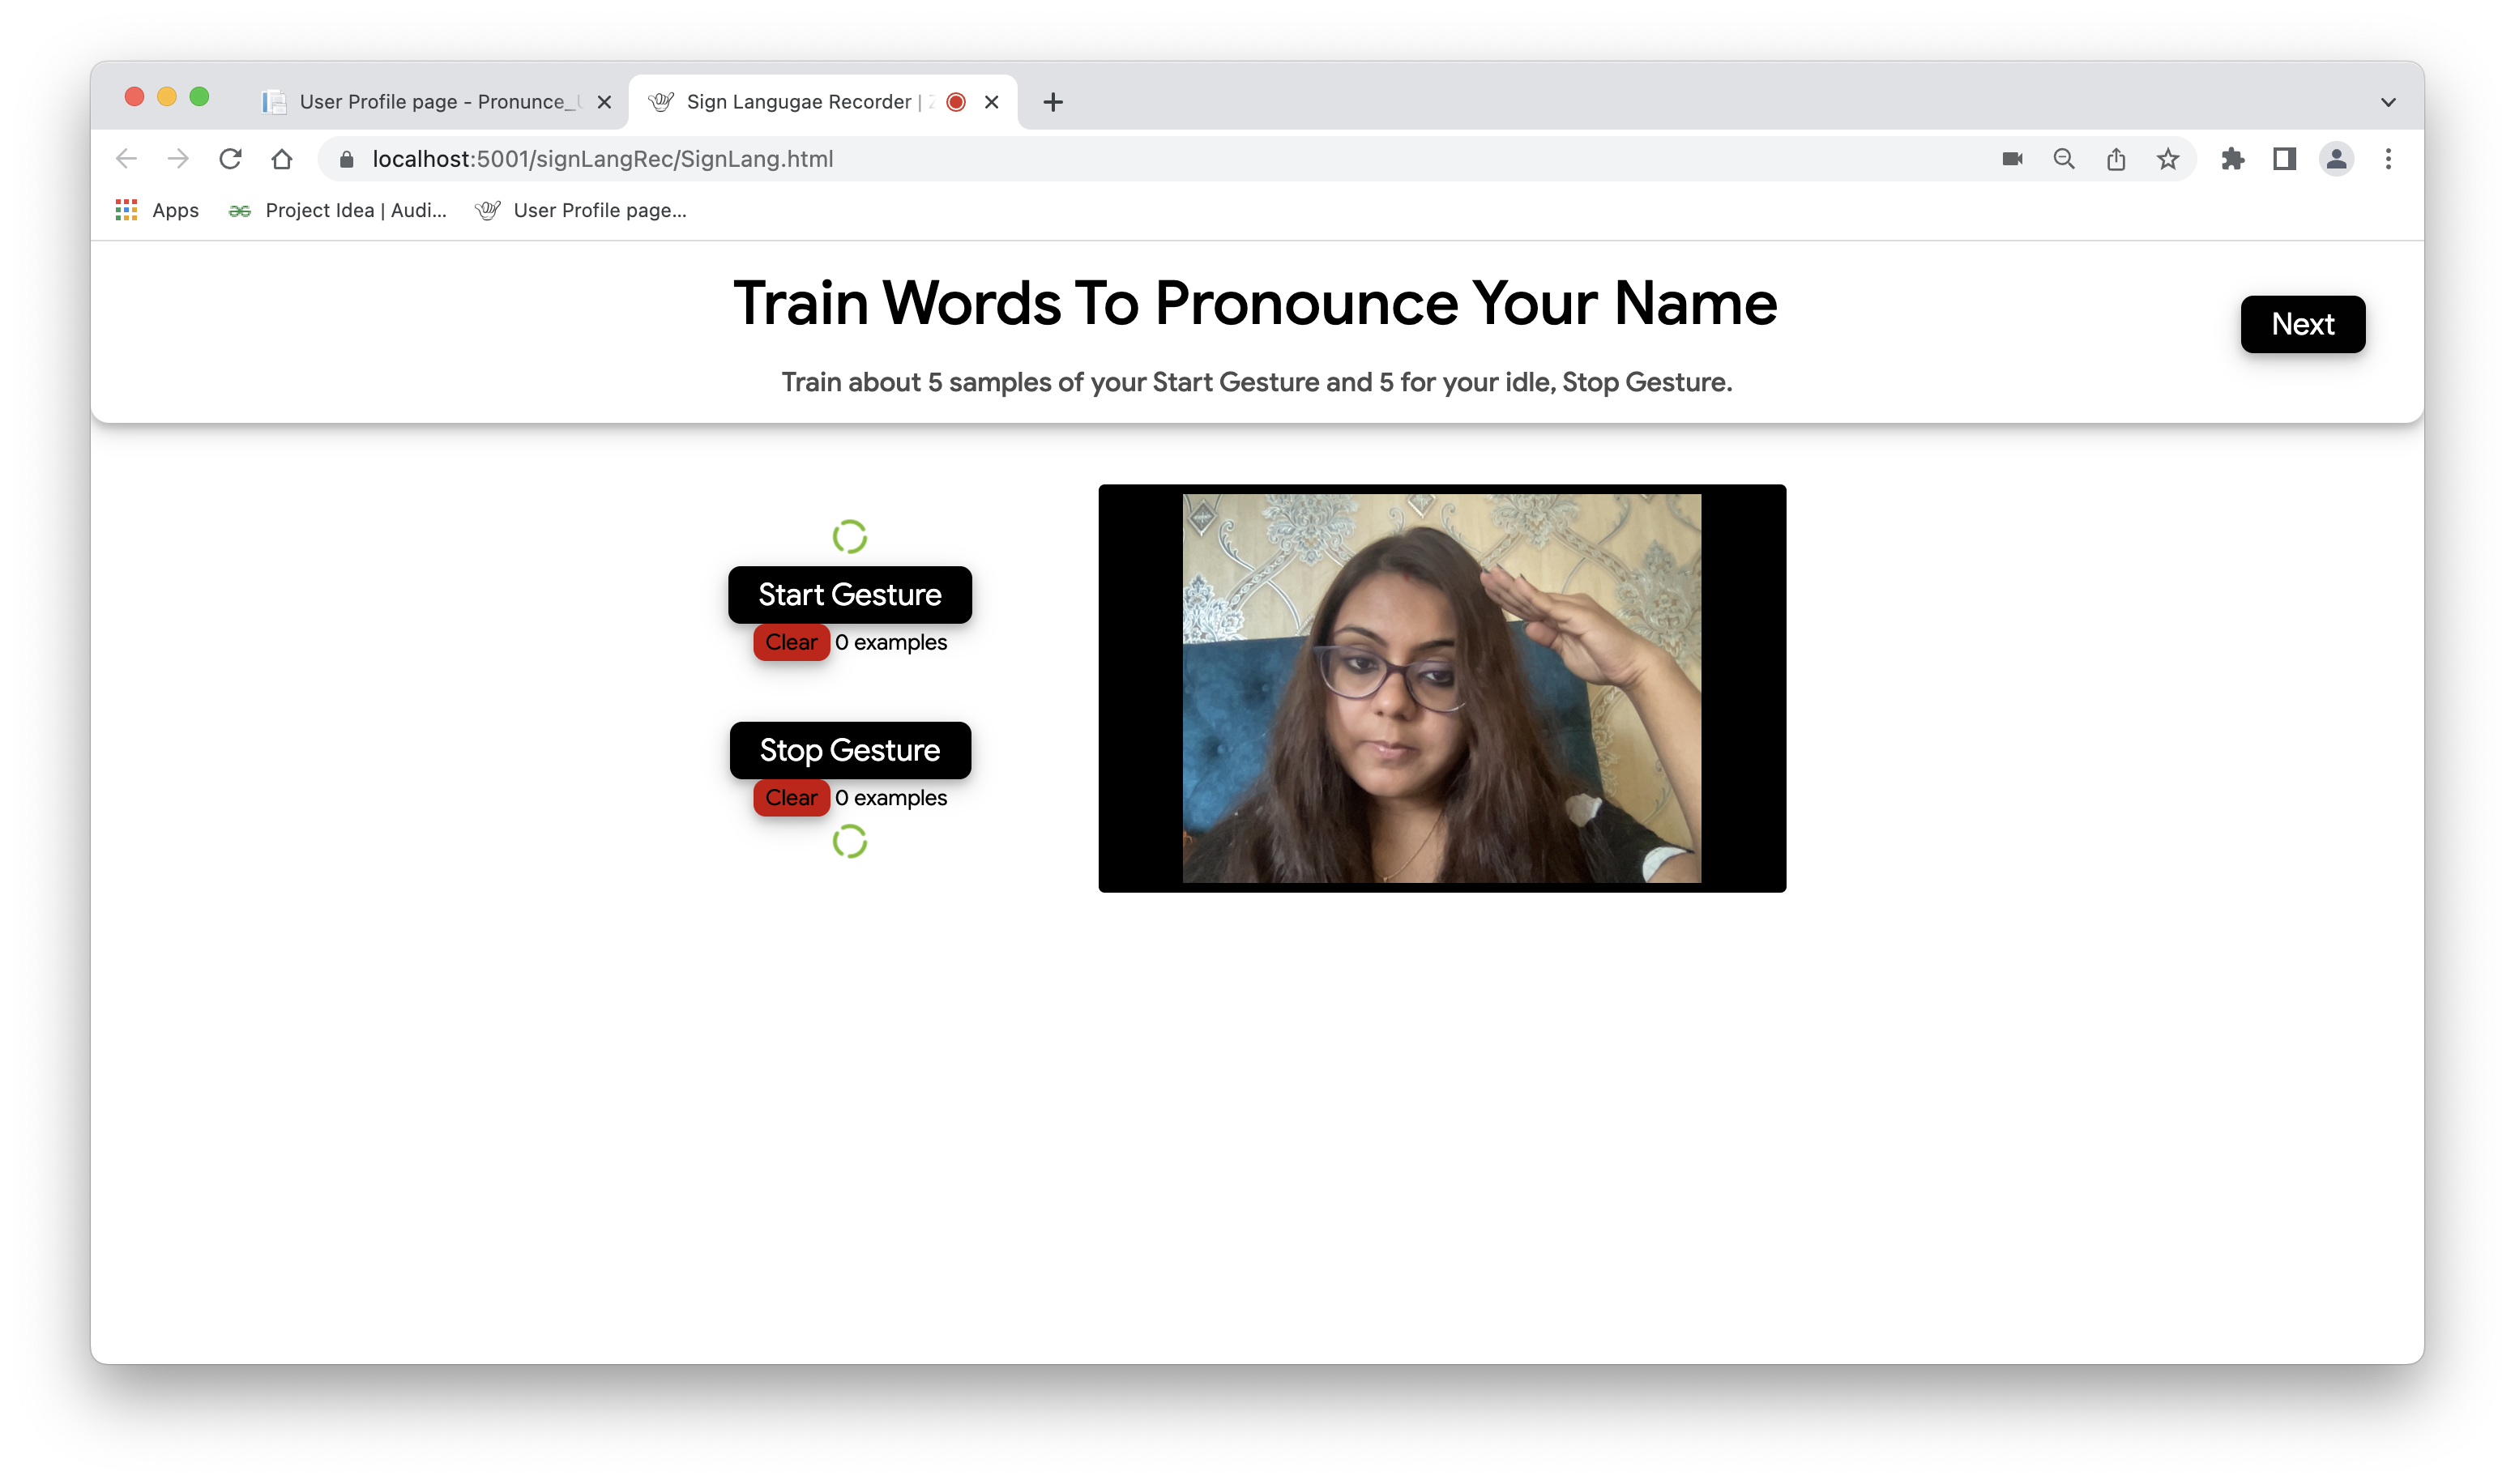 User Profile page - Pronunce_
Sign Langugae Recorder |
localhost:5001/signLangRec/SignLang.html
Apps
Project Idea | Audi...
User Profile page...
Train Words To Pronounce Your Name
Next
Train about 5 samples of your Start Gesture and 5 for your idle, Stop Gesture.
Start Gesture
Clear 0 examples
Stop Gesture
Clear 0 examples